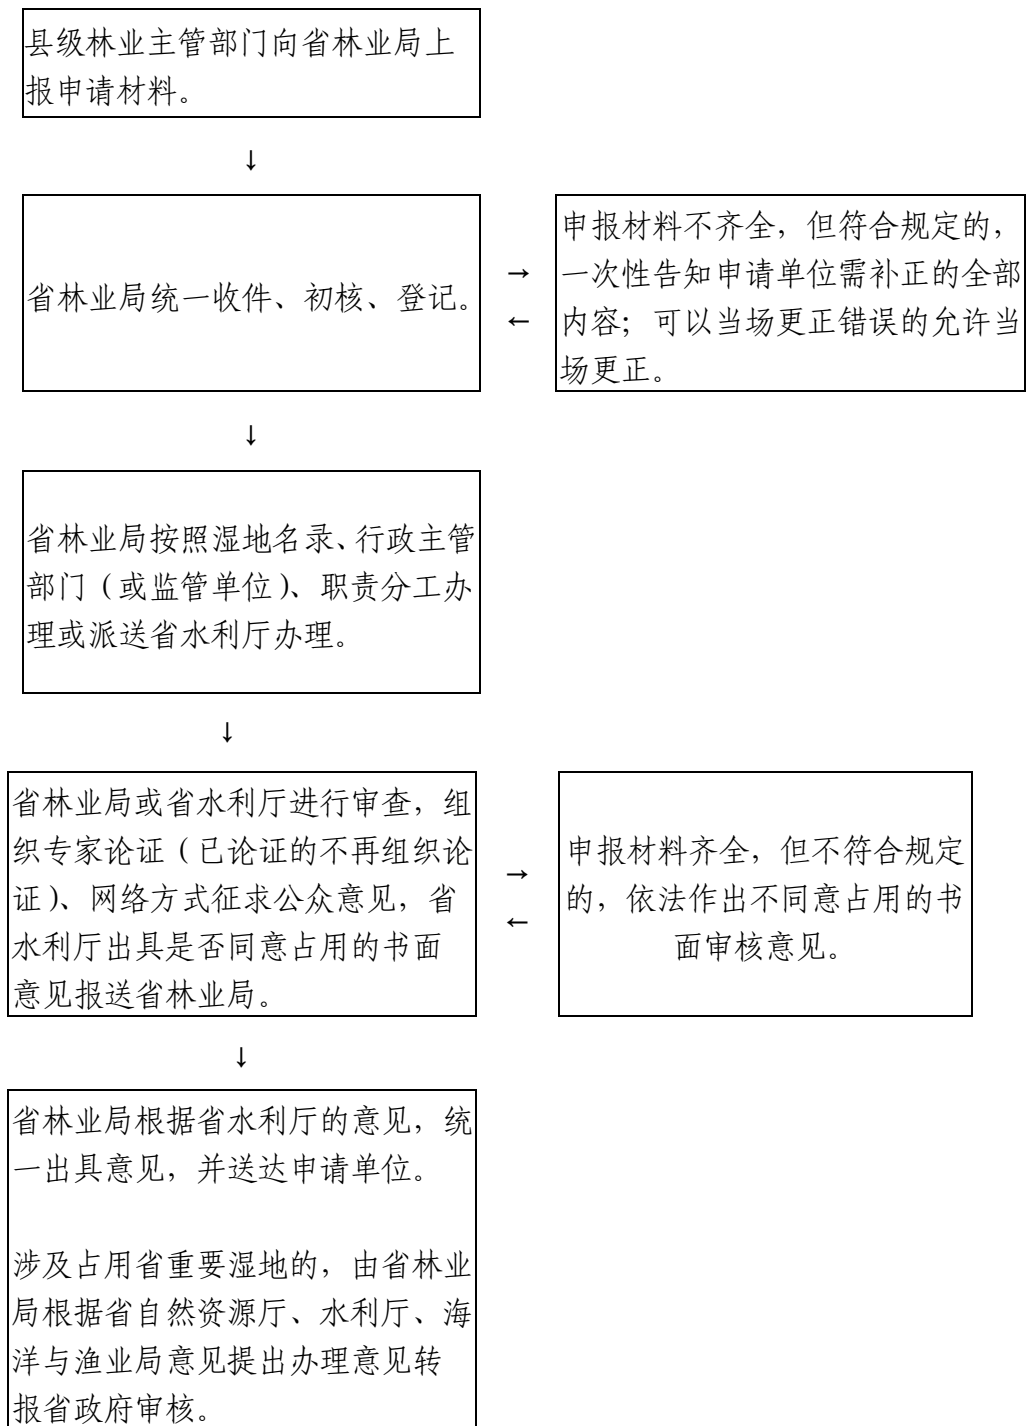 县级林业主管部门向省林业局上
报申请材料。
↓
省林业局统一收件、初核、登记。
→
←
申报材料不齐全，但符合规定的，
一次性告知申请单位需补正的全部
内容；可以当场更正错误的允许当
场更正。
↓
省林业局按照湿地名录、行政主管
部门（或监管单位）、职责分工办
理或派送省水利厅办理。
↓
省林业局或省水利厅进行审查，组
织专家论证（已论证的不再组织论
证）、网络方式征求公众意见，省
水利厅出具是否同意占用的书面
意见报送省林业局。
→
←
申报材料齐全，但不符合规定
的，依法作出不同意占用的书
面审核意见。
↓
省林业局根据省水利厅的意见，统
一出具意见，并送达申请单位。
涉及占用省重要湿地的，由省林业
局根据省自然资源厅、水利厅、海
洋与渔业局意见提出办理意见转
报省政府审核。